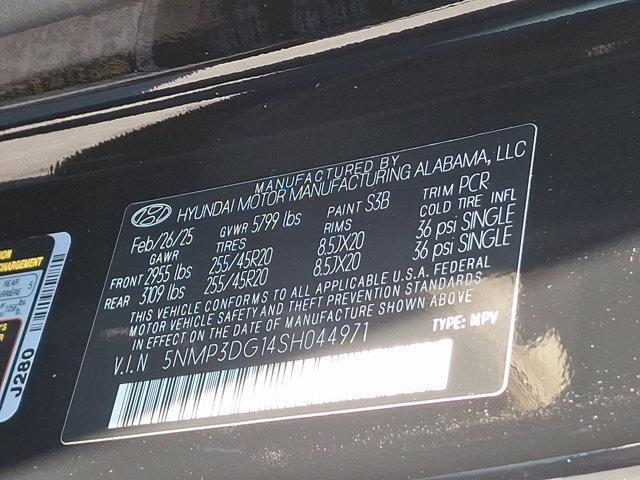 MANUFACTURED BY
HYUNDAI MOTOR MANUFACTURING ALABAMA, LLC
Feb/26/25 GVWR 5799 lbs PAINT S3B TRIM PCR
GAWR TIRES RIMS COLD TIRE INFL
FRONT 2955 lbs 255/45R20 8.5JX20 36 psi SINGLE
REAR 3109 lbs 255/45R20 8.5JX20 36 psi SINGLE
THIS VEHICLE CONFORMS TO ALL APPLICABLE U.S.A. FEDERAL
MOTOR VEHICLE SAFETY AND THEFT PREVENTION STANDARDS
IN EFFECT ON THE DATE OF MANUFACTURE SHOWN ABOVE
V.I.N 5NMP3DG14SH044971 TYPE: MPV
REAR
5
J280